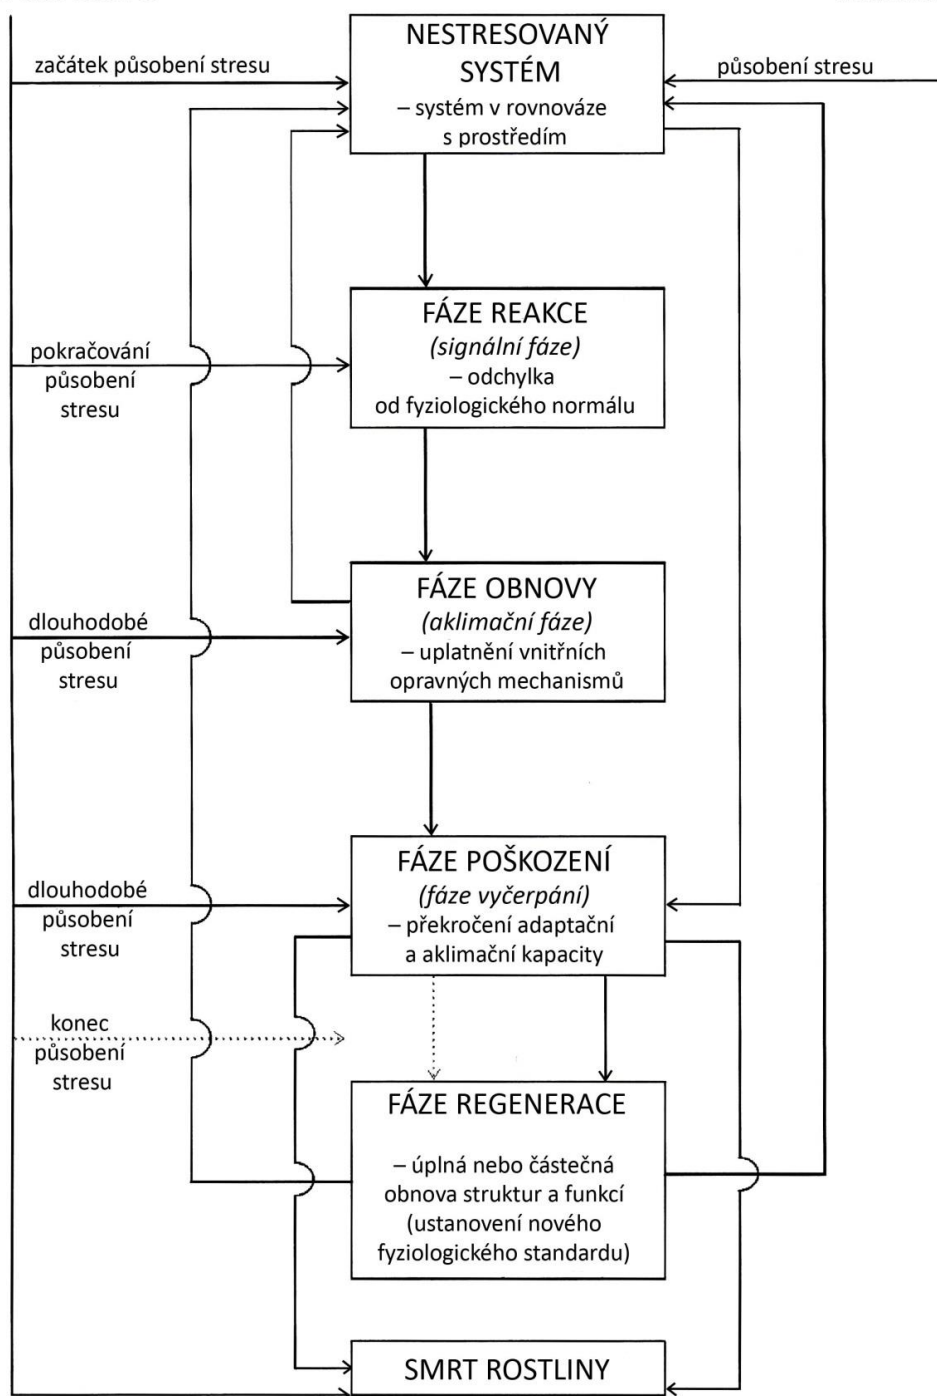 NESTRESOVANÝ
SYSTÉM
– systém v rovnováze
s prostředím
začátek působení stresu
působení stresu
FÁZE REAKCE
(signální fáze)
– odchylka
od fyziologického normálu
pokračování
působení
stresu
FÁZE OBNOVY
(aklimační fáze)
– uplatnění vnitřních
opravných mechanismů
dlouhodobé
působení
stresu
FÁZE POŠKOZENÍ
(fáze vyčerpání)
– překročení adaptační
a aklimační kapacity
dlouhodobé
působení
stresu
konec
působení
stresu
FÁZE REGENERACE
– úplná nebo částečná
obnova struktur a funkcí
(ustanovení nového
fyziologického standardu)
SMRT ROSTLINY